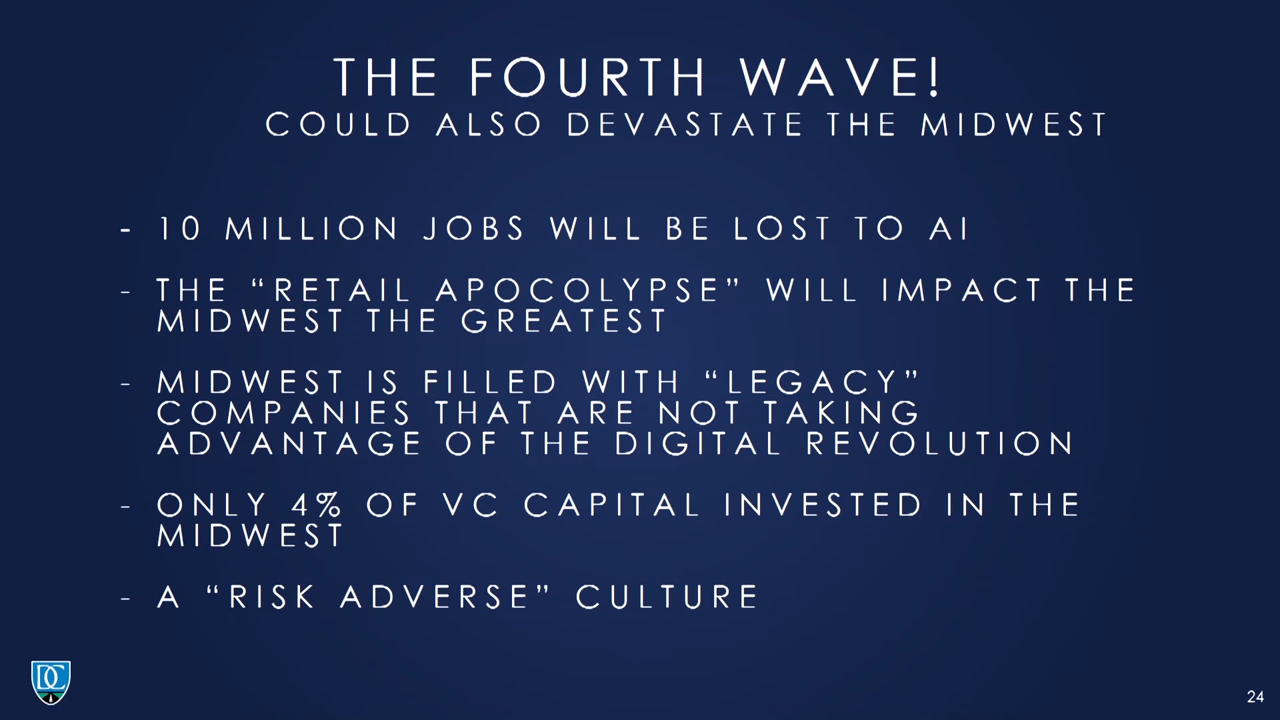 THE FOURTH WAVE!
COULD ALSO DEVASTATE THE MIDWEST
- 10 MILLION JOBS WILL BE LOST TO AI
- THE “RETAIL APOCOLYPSE” WILL IMPACT THE
MIDWEST THE GREATEST
- MIDWEST IS FILLED WITH “LEGACY”
COMPANIES THAT ARE NOT TAKING
ADVANTAGE OF THE DIGITAL REVOLUTION
- ONLY 4% OF VC CAPITAL INVESTED IN THE
MIDWEST
- A “RISK ADVERSE” CULTURE
DC
24